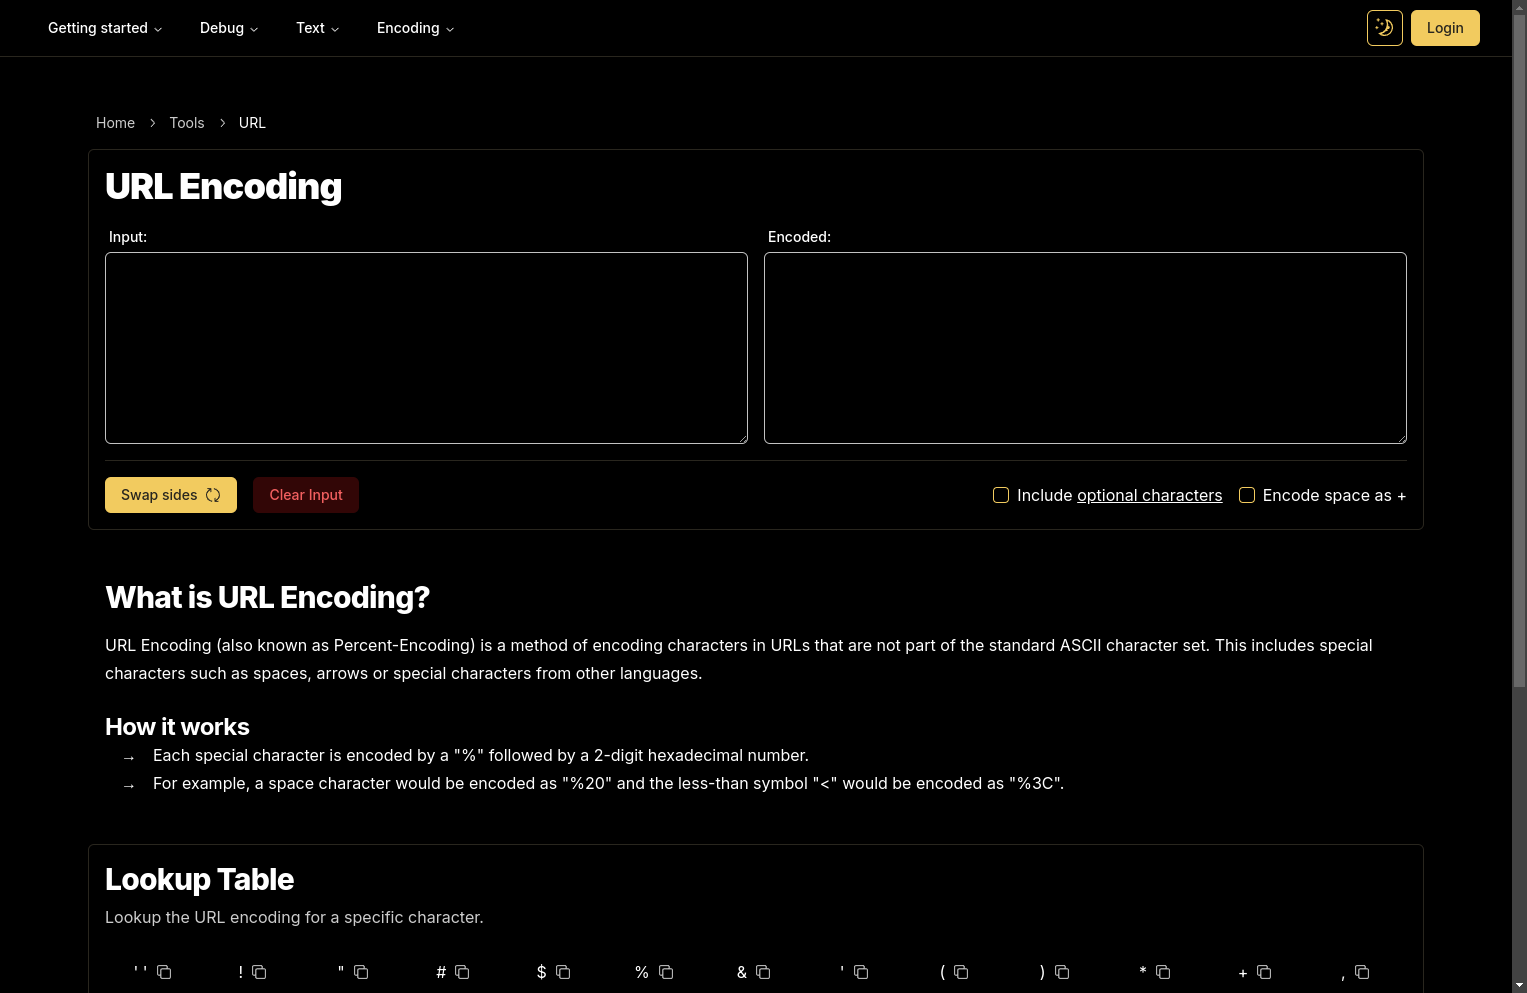 Getting started
Debug
Text
Encoding
Login
Home
Tools
URL
URL Encoding
Input:
Encoded:
Swap sides
Clear Input
Include optional characters
Encode space as +
What is URL Encoding?
URL Encoding (also known as Percent-Encoding) is a method of encoding characters in URLs that are not part of the standard ASCII character set. This includes special
characters such as spaces, arrows or special characters from other languages.
How it works
→ Each special character is encoded by a "%" followed by a 2-digit hexadecimal number.
→ For example, a space character would be encoded as "%20" and the less-than symbol "<" would be encoded as "%3C".
Lookup Table
Lookup the URL encoding for a specific character.
' ' ! " # $ % & ' ( ) * + ,